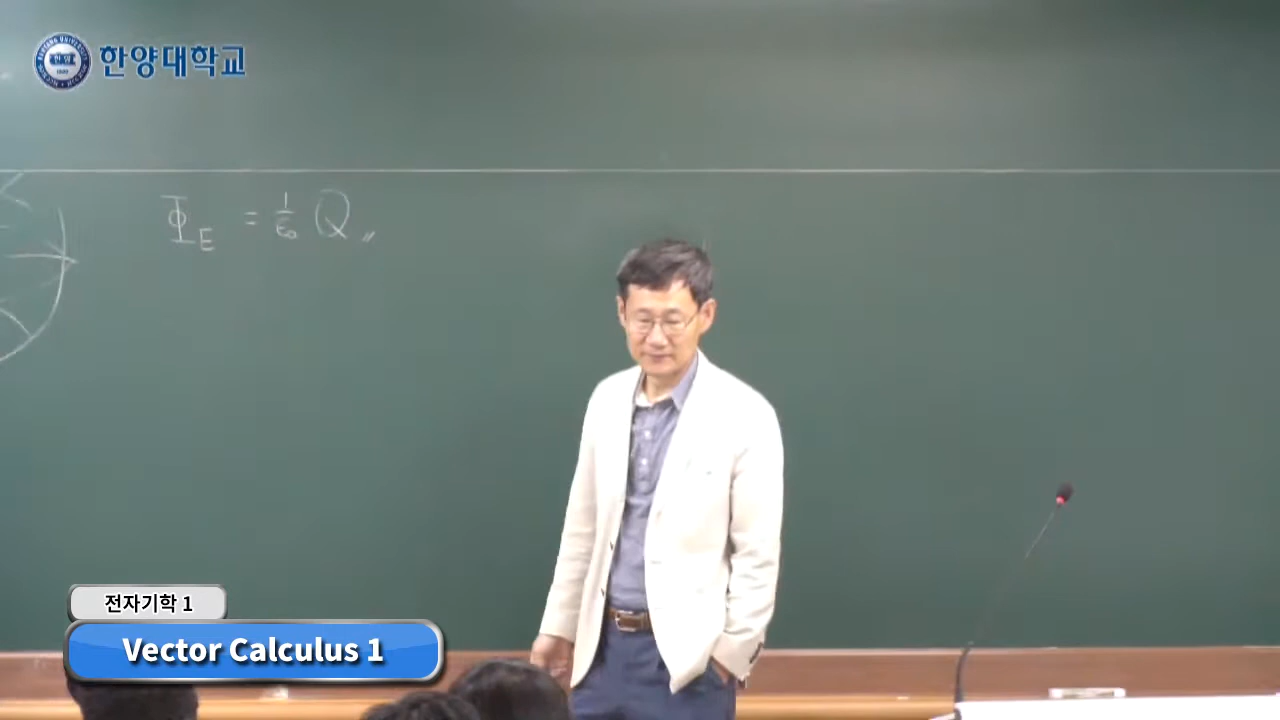 한양대학교
Φ_E = 1/ε₀ Q 〃
전자기학 1
Vector Calculus 1